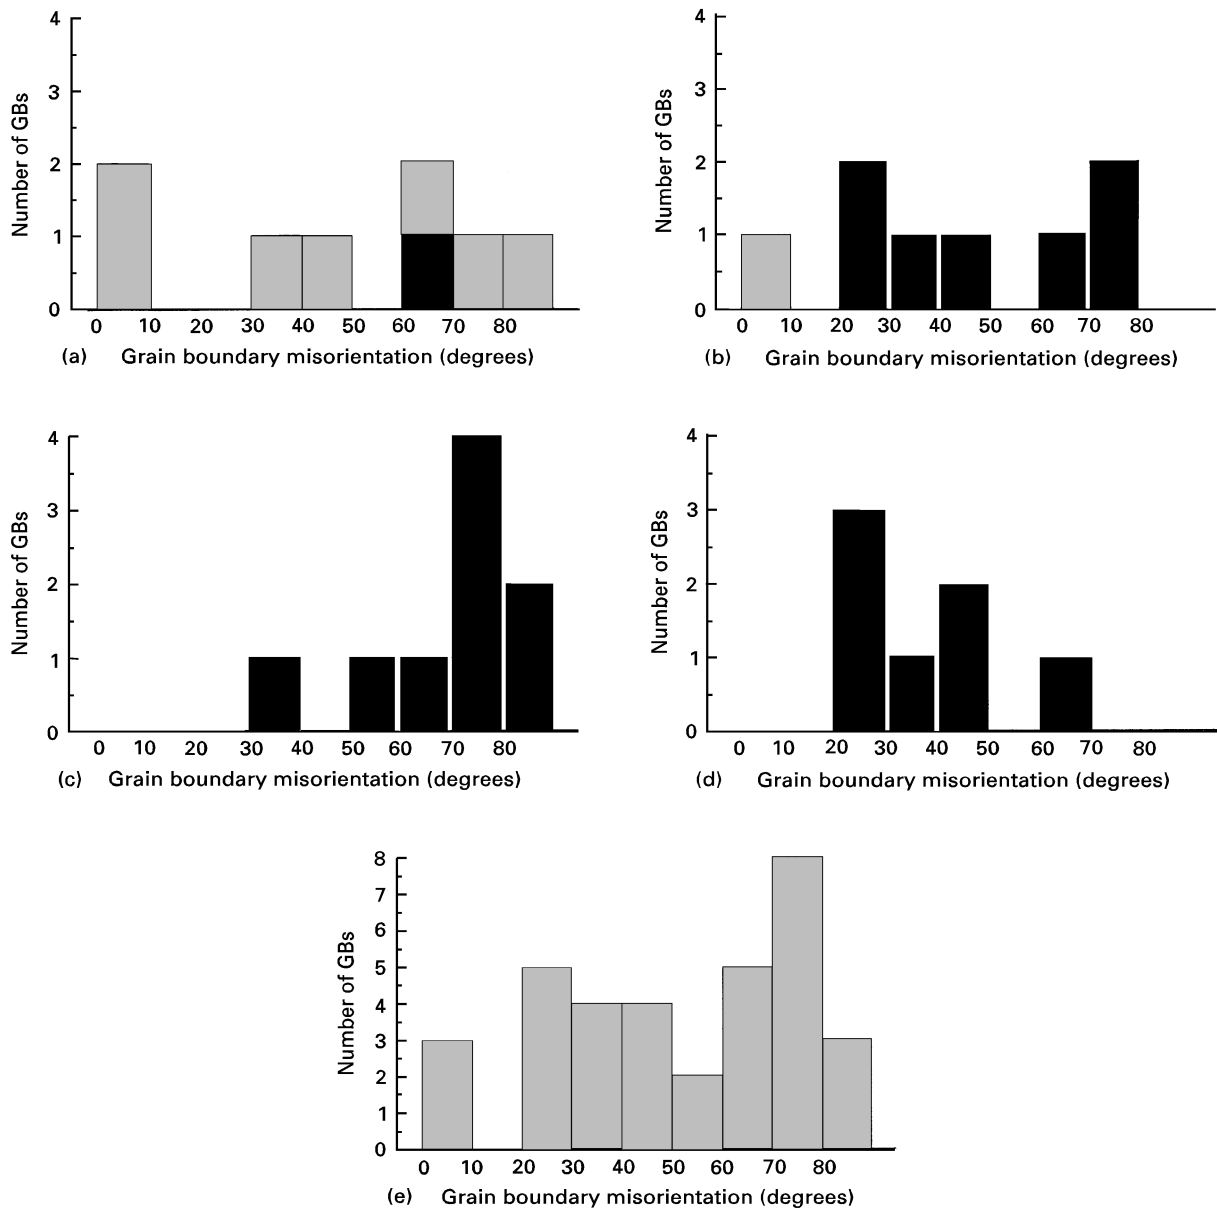 4
3
2
1
0
Number of GBs
0 10 20 30 40 50 60 70 80
(a) Grain boundary misorientation (degrees)
4
3
2
1
0
Number of GBs
0 10 20 30 40 50 60 70 80
(b) Grain boundary misorientation (degrees)
4
3
2
1
0
Number of GBs
0 10 20 30 40 50 60 70 80
(c) Grain boundary misorientation (degrees)
4
3
2
1
0
Number of GBs
0 10 20 30 40 50 60 70 80
(d) Grain boundary misorientation (degrees)
8
7
6
5
4
3
2
1
0
Number of GBs
0 10 20 30 40 50 60 70 80
(e) Grain boundary misorientation (degrees)